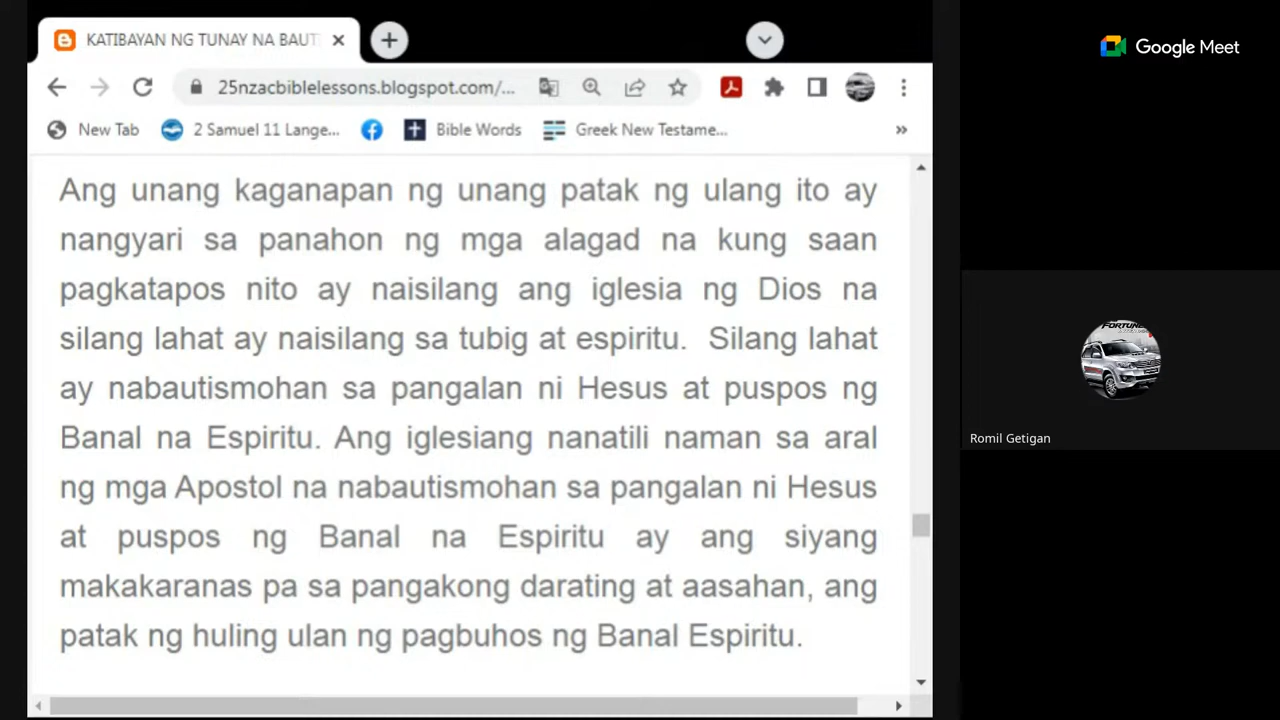 KATIBAYAN NG TUNAY NA BAUT
Google Meet
25nzacbiblelessons.blogspot.com/...
New Tab
2 Samuel 11 Lange...
Bible Words
Greek New Testame...
Ang unang kaganapan ng unang patak ng ulang ito ay
nangyari sa panahon ng mga alagad na kung saan
pagkatapos nito ay naisilang ang iglesia ng Dios na
silang lahat ay naisilang sa tubig at espiritu. Silang lahat
ay nabautismohan sa pangalan ni Hesus at puspos ng
Banal na Espiritu. Ang iglesiang nanatili naman sa aral
ng mga Apostol na nabautismohan sa pangalan ni Hesus
at puspos ng Banal na Espiritu ay ang siyang
makakaranas pa sa pangakong darating at aasahan, ang
patak ng huling ulan ng pagbuhos ng Banal Espiritu.
Romil Getigan